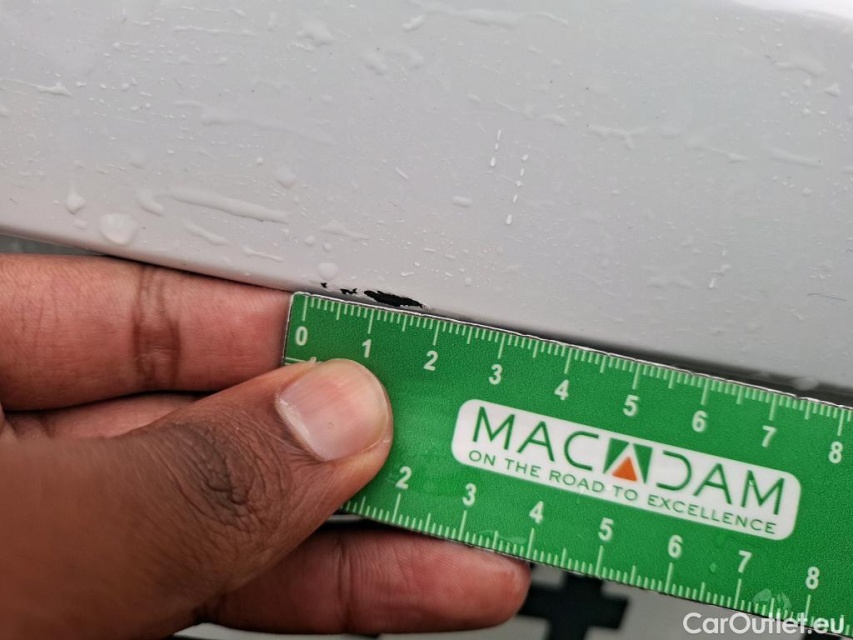 0 1 2 3 4 5 6 7 8
MACADAM
ON THE ROAD TO EXCELLENCE
2 3 4 5 6 7 8
CarOutlet.eu